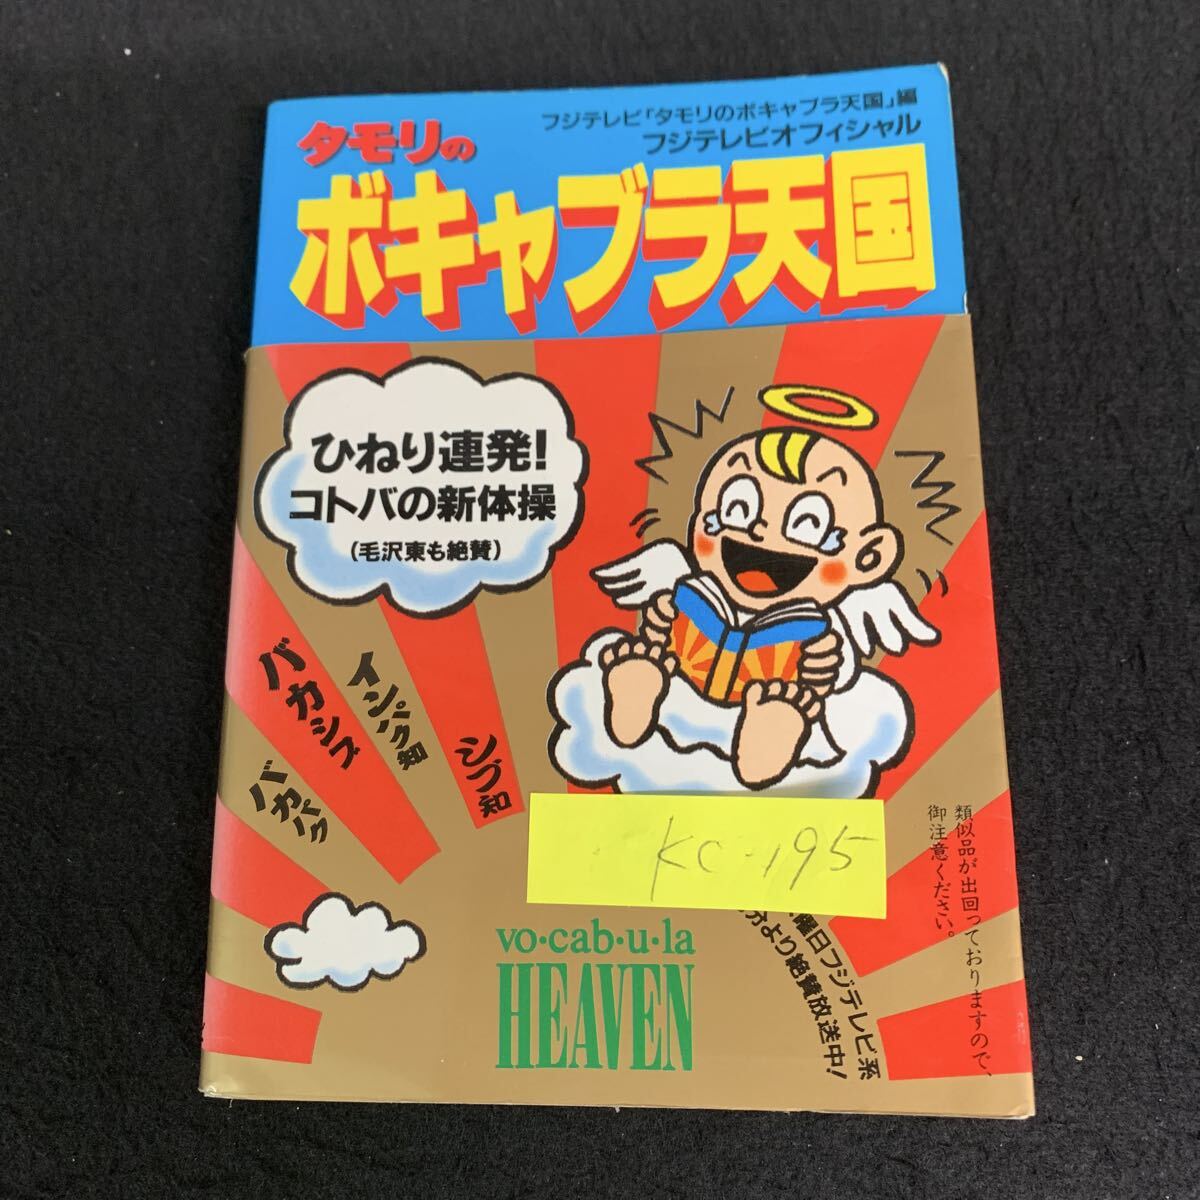 フジテレビ「タモリのボキャブラ天国」編
フジテレビオフィシャル
タモリの
ボキャブラ天国
ひねり連発!
コトバの新体操
(毛沢東も絶賛)
バカシブ
インパク知
シブ知
バカパク
KC-195
vo・cab・u・la
HEAVEN
曜日フジテレビ系
分より絶賛放送中!
類似品が出回っておりますので、
御注意ください。